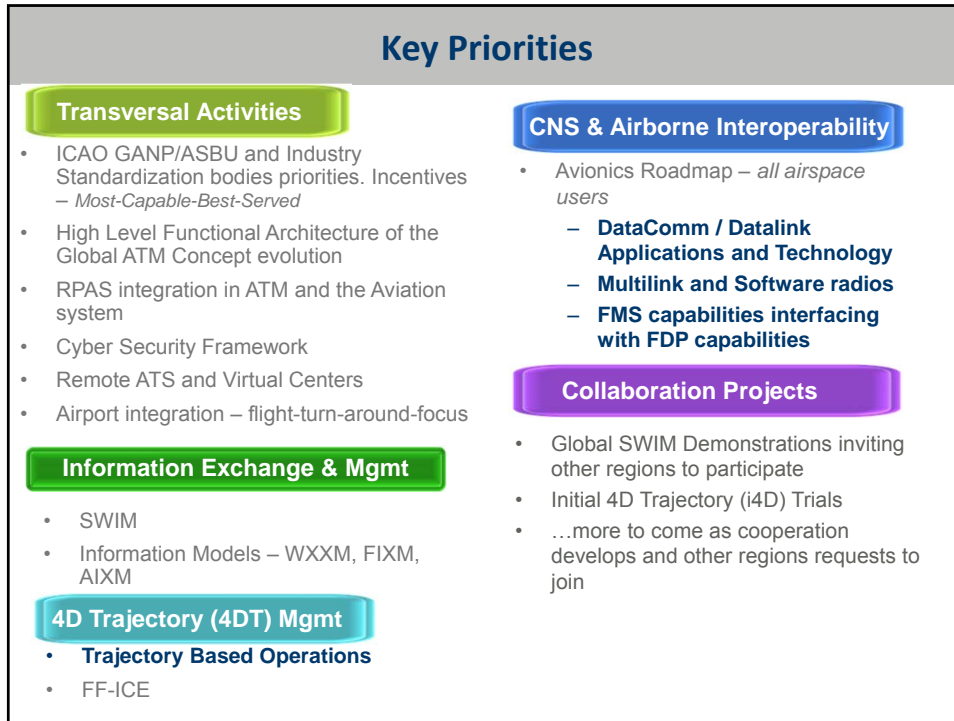 Key Priorities
Transversal Activities
• ICAO GANP/ASBU and Industry
Standardization bodies priorities. Incentives
– Most-Capable-Best-Served
• High Level Functional Architecture of the
Global ATM Concept evolution
• RPAS integration in ATM and the Aviation
system
• Cyber Security Framework
• Remote ATS and Virtual Centers
• Airport integration – flight-turn-around-focus
Information Exchange & Mgmt
• SWIM
• Information Models – WXXM, FIXM,
AIXM
4D Trajectory (4DT) Mgmt
• Trajectory Based Operations
• FF-ICE
CNS & Airborne Interoperability
• Avionics Roadmap – all airspace
users
– DataComm / Datalink
Applications and Technology
– Multilink and Software radios
– FMS capabilities interfacing
with FDP capabilities
Collaboration Projects
• Global SWIM Demonstrations inviting
other regions to participate
• Initial 4D Trajectory (i4D) Trials
• …more to come as cooperation
develops and other regions requests to
join